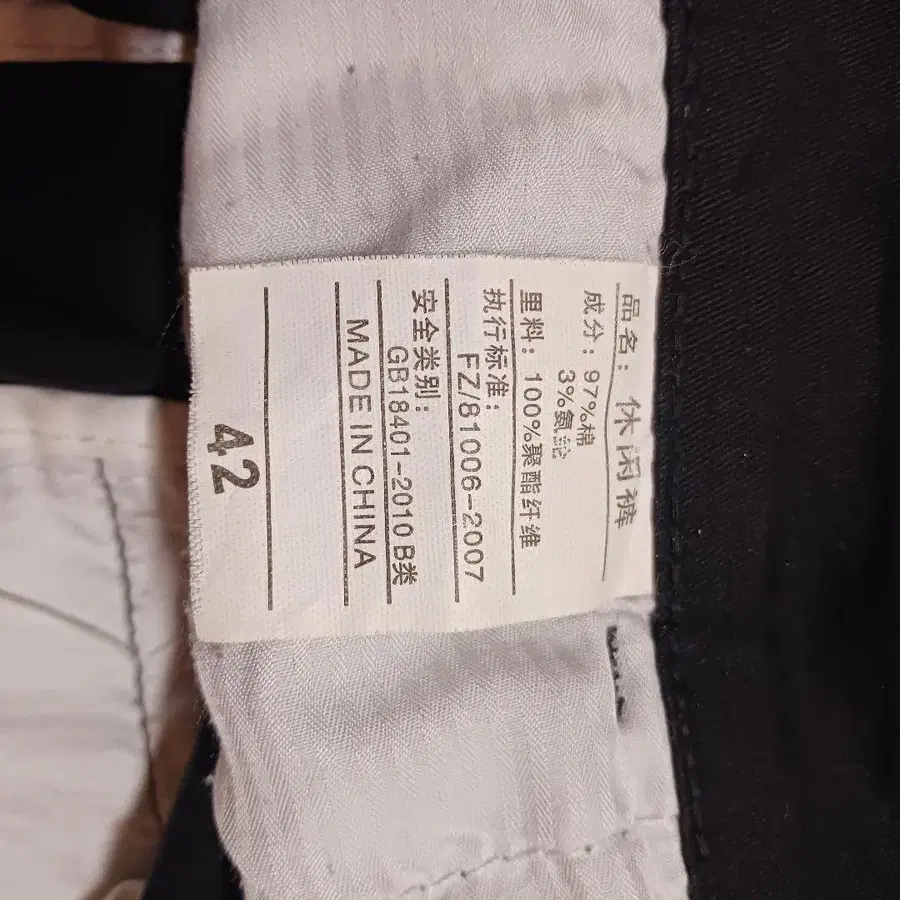 品名：休闲裤
成分：97%棉
3%氨纶
里料：100%聚酯纤维
执行标准：
FZ/81006-2007
安全类别：
GB18401-2010 B类
MADE IN CHINA
42